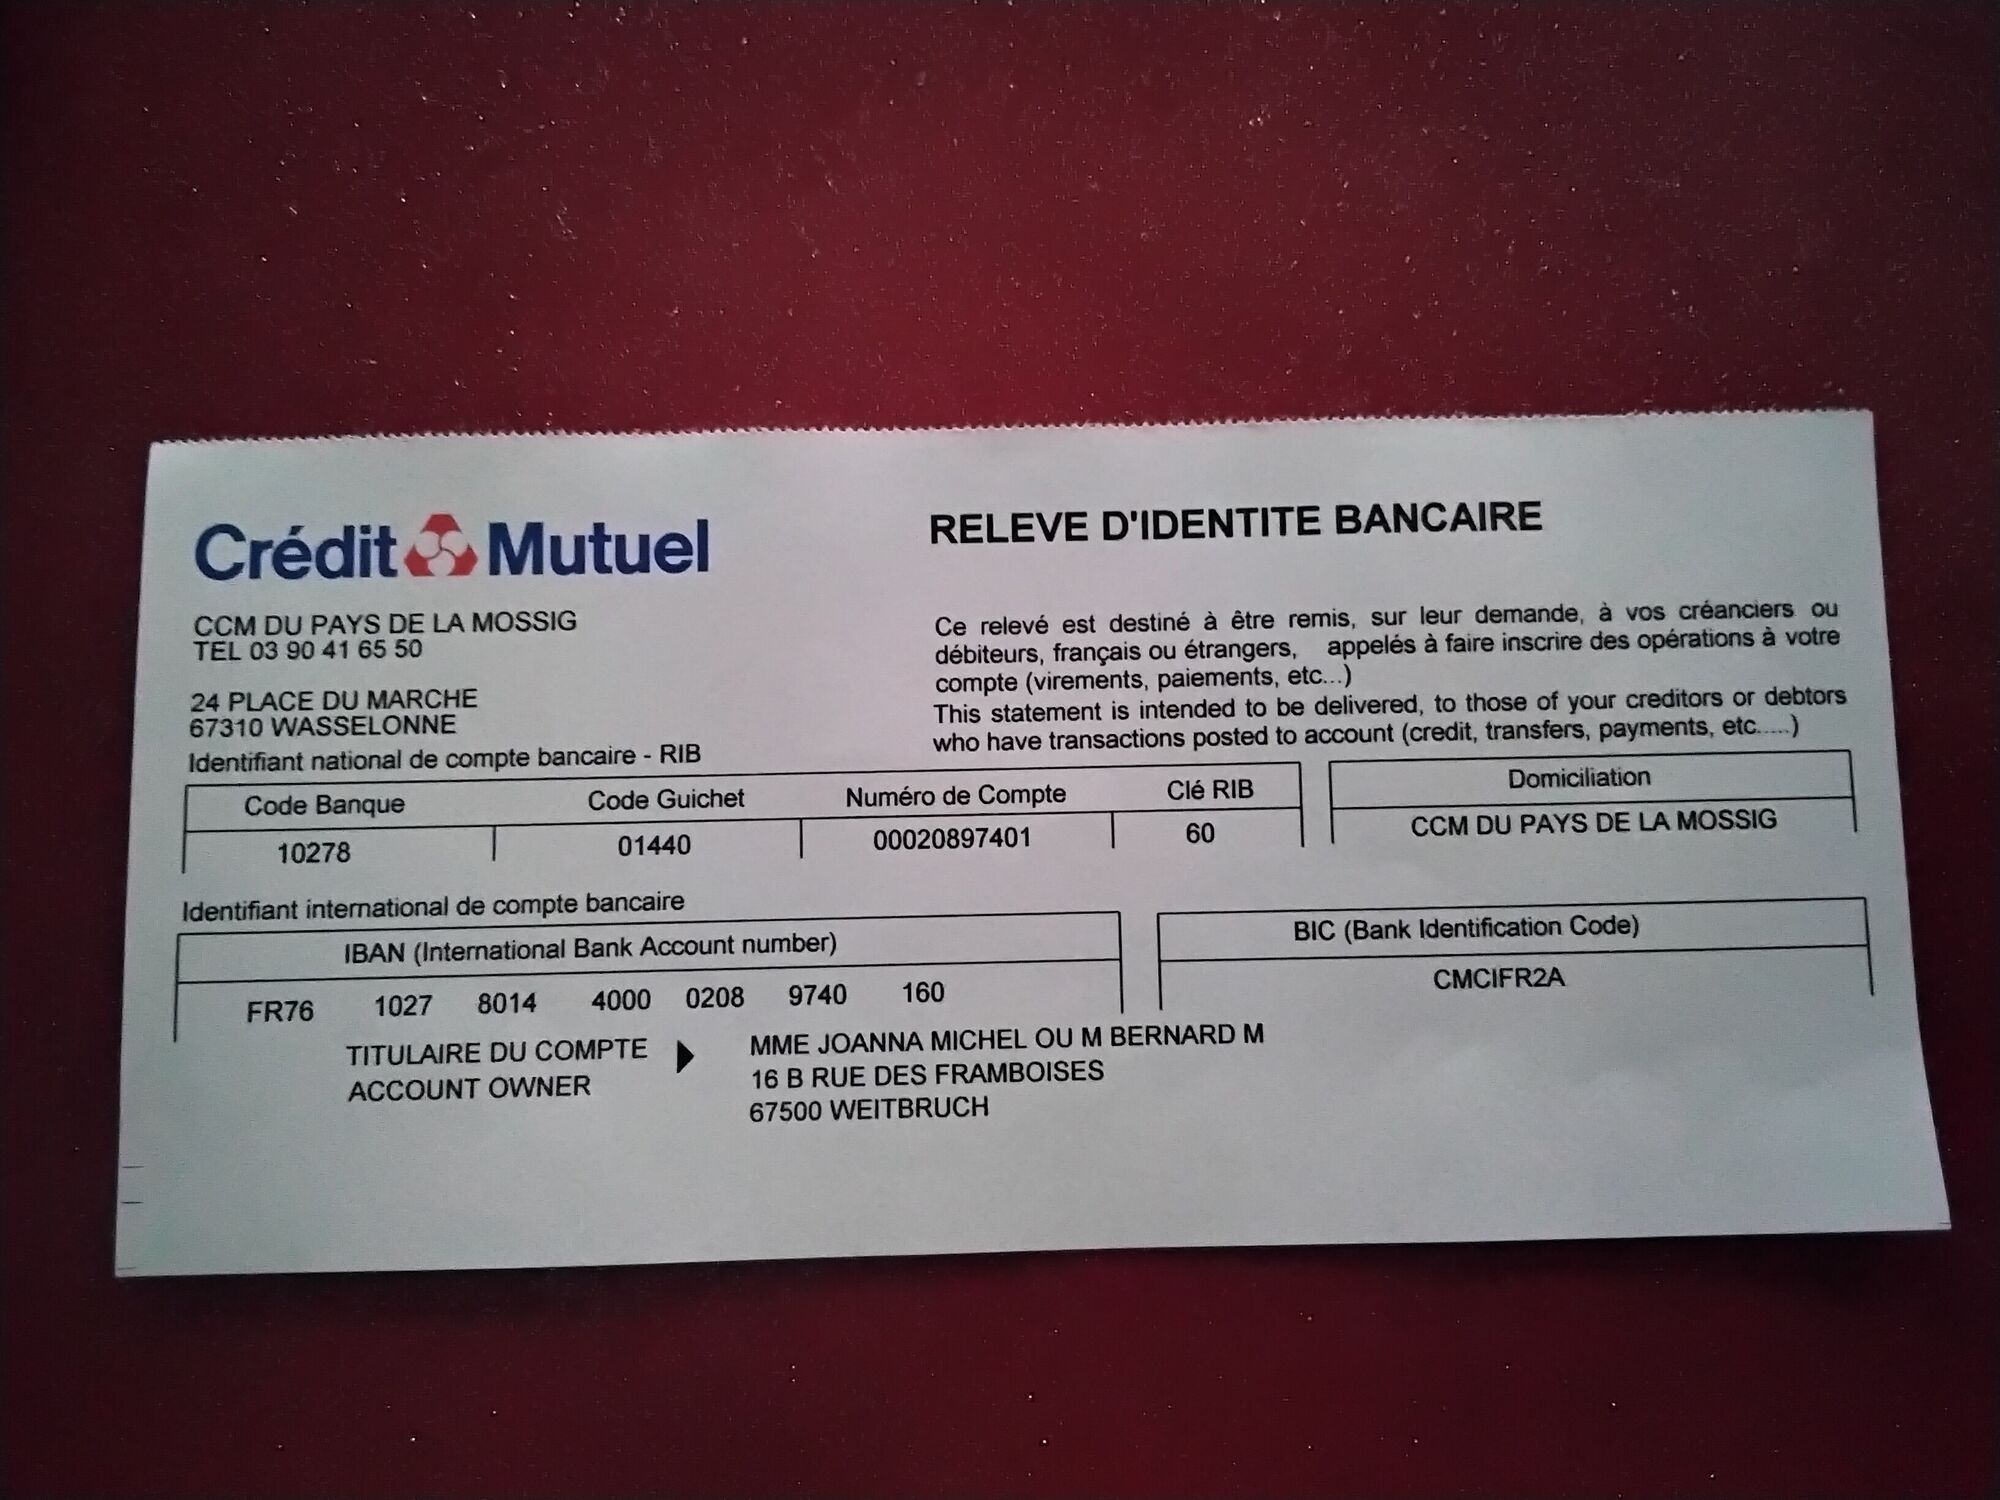 Crédit Mutuel
RELEVE D'IDENTITE BANCAIRE
CCM DU PAYS DE LA MOSSIG
TEL 03 90 41 65 50
24 PLACE DU MARCHE
67310 WASSELONNE
Ce relevé est destiné à être remis, sur leur demande, à vos créanciers ou
débiteurs, français ou étrangers, appelés à faire inscrire des opérations à votre
compte (virements, paiements, etc...)
This statement is intended to be delivered, to those of your creditors or debtors
who have transactions posted to account (credit, transfers, payments, etc.....)
Identifiant national de compte bancaire - RIB
Code Banque Code Guichet Numéro de Compte Clé RIB Domiciliation
10278 01440 00020897401 60 CCM DU PAYS DE LA MOSSIG
Identifiant international de compte bancaire
IBAN (International Bank Account number) BIC (Bank Identification Code)
FR76 1027 8014 4000 0208 9740 160 CMCIFR2A
TITULAIRE DU COMPTE MME JOANNA MICHEL OU M BERNARD M
ACCOUNT OWNER 16 B RUE DES FRAMBOISES
67500 WEITBRUCH